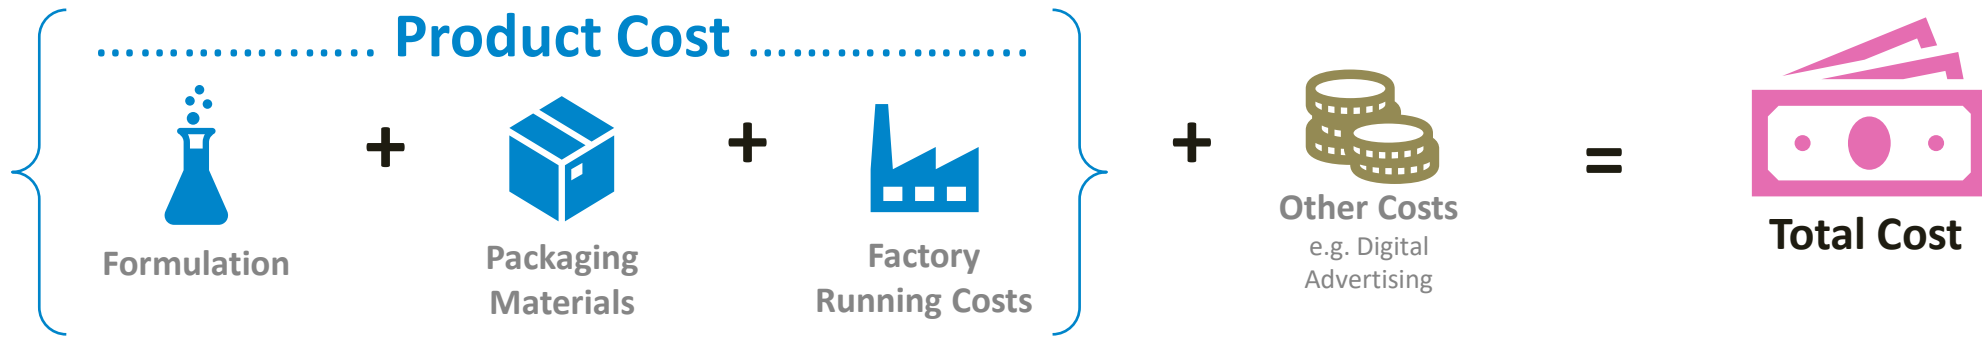 Product Cost
+
+
+
=
Formulation
Packaging
Materials
Factory
Running Costs
Other Costs
e.g. Digital
Advertising
Total Cost